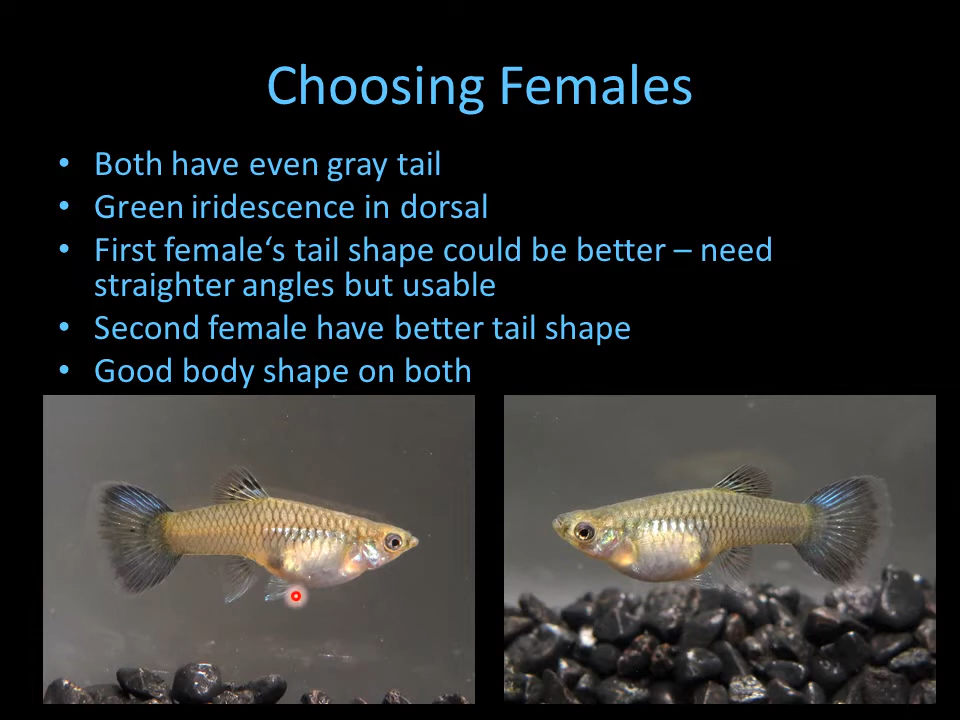 Choosing Females
• Both have even gray tail
• Green iridescence in dorsal
• First female‘s tail shape could be better – need
straighter angles but usable
• Second female have better tail shape
• Good body shape on both